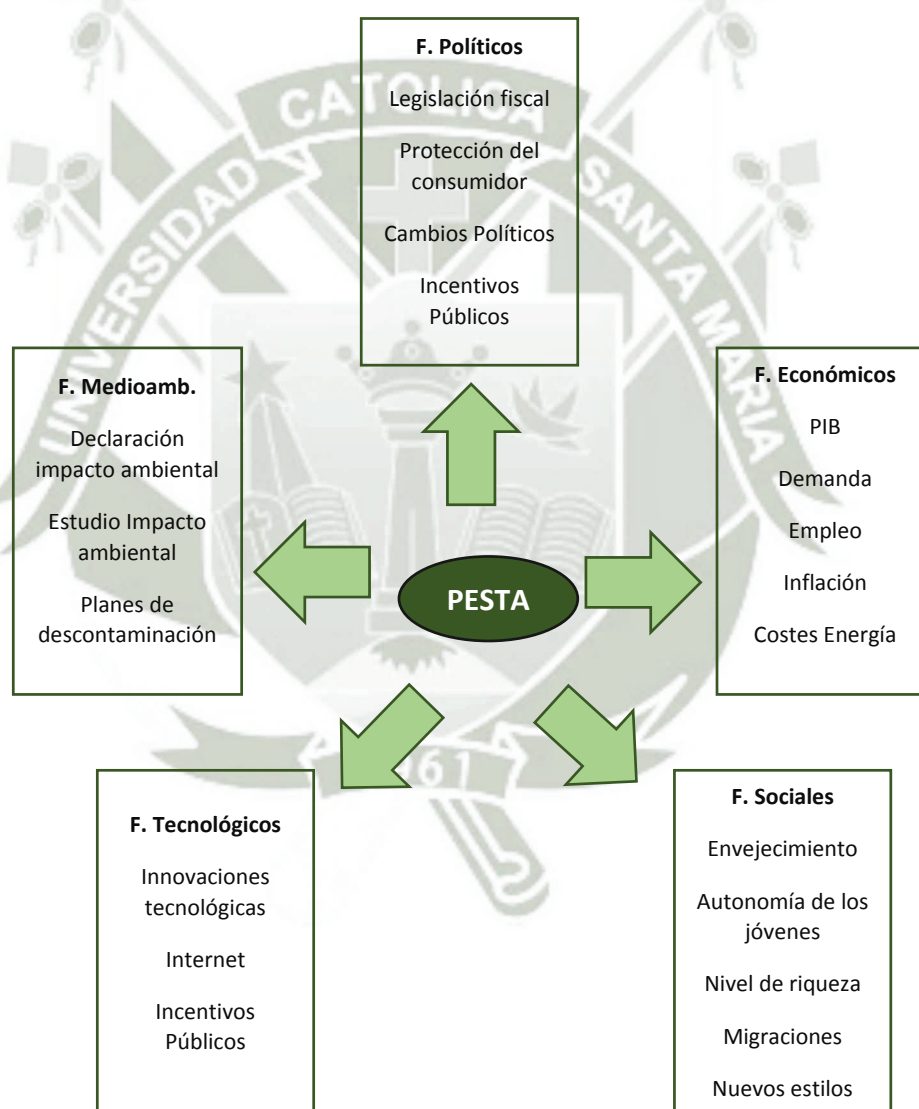 F. Políticos
Legislación fiscal
Protección del
consumidor
Cambios Políticos
Incentivos
Públicos
F. Medioamb.
Declaración
impacto ambiental
Estudio Impacto
ambiental
Planes de
descontaminación
PESTA
F. Económicos
PIB
Demanda
Empleo
Inflación
Costes Energía
F. Tecnológicos
Innovaciones
tecnológicas
Internet
Incentivos
Públicos
F. Sociales
Envejecimiento
Autonomía de los
jóvenes
Nivel de riqueza
Migraciones
Nuevos estilos
UNIVERSIDAD CATOLICA SANTA MARIA
61